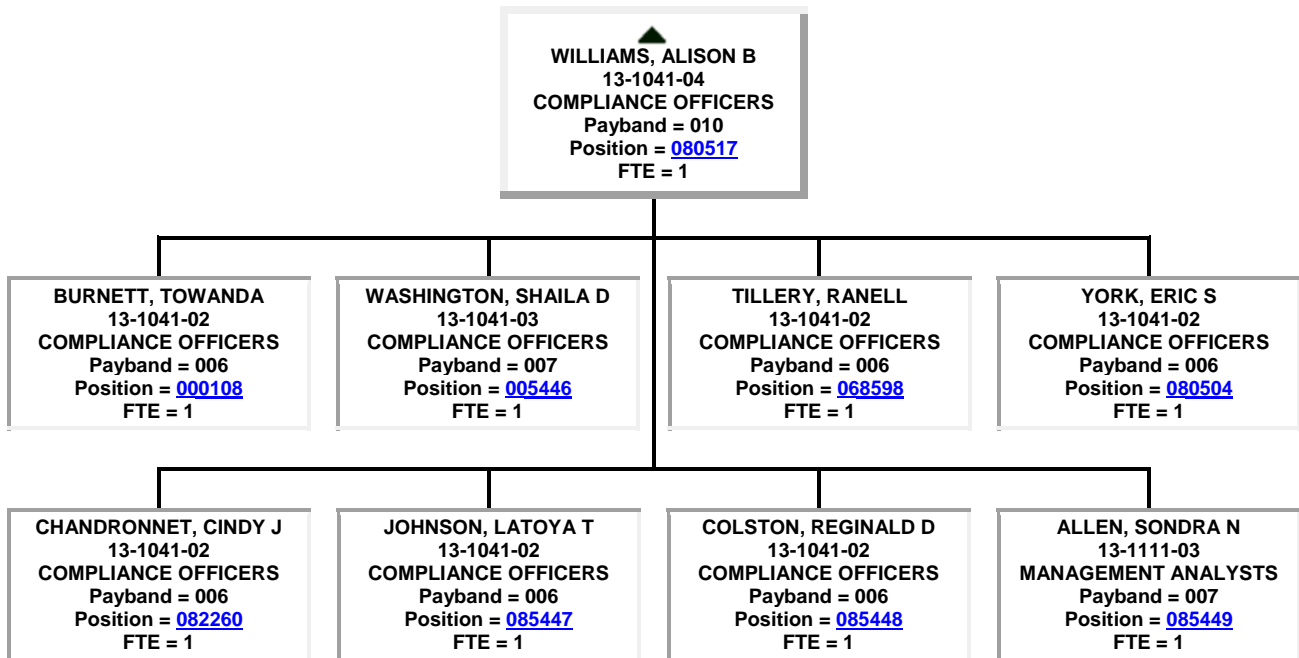 WILLIAMS, ALISON B
13-1041-04
COMPLIANCE OFFICERS
Payband = 010
Position = 080517
FTE = 1
BURNETT, TOWANDA
13-1041-02
COMPLIANCE OFFICERS
Payband = 006
Position = 000108
FTE = 1
WASHINGTON, SHAILA D
13-1041-03
COMPLIANCE OFFICERS
Payband = 007
Position = 005446
FTE = 1
TILLERY, RANELL
13-1041-02
COMPLIANCE OFFICERS
Payband = 006
Position = 068598
FTE = 1
YORK, ERIC S
13-1041-02
COMPLIANCE OFFICERS
Payband = 006
Position = 080504
FTE = 1
CHANDRONNET, CINDY J
13-1041-02
COMPLIANCE OFFICERS
Payband = 006
Position = 082260
FTE = 1
JOHNSON, LATOYA T
13-1041-02
COMPLIANCE OFFICERS
Payband = 006
Position = 085447
FTE = 1
COLSTON, REGINALD D
13-1041-02
COMPLIANCE OFFICERS
Payband = 006
Position = 085448
FTE = 1
ALLEN, SONDRA N
13-1111-03
MANAGEMENT ANALYSTS
Payband = 007
Position = 085449
FTE = 1